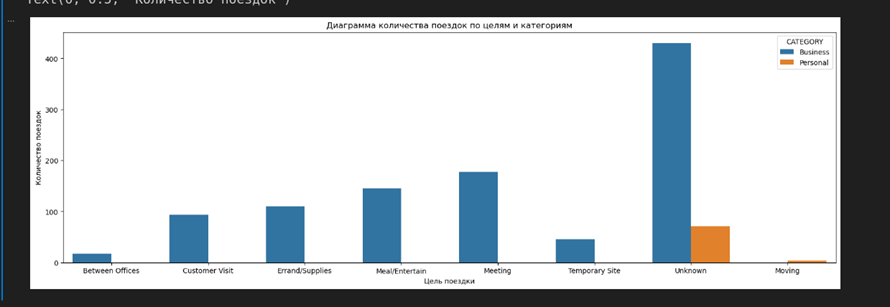 Text(0, 0.5, 'Количество поездок')
...
Диаграмма количества поездок по целям и категориям
CATEGORY
Business
Personal
400
300
200
100
0
Количество поездок
Between Offices Customer Visit Errand/Supplies Meal/Entertain Meeting Temporary Site Unknown Moving
Цель поездки